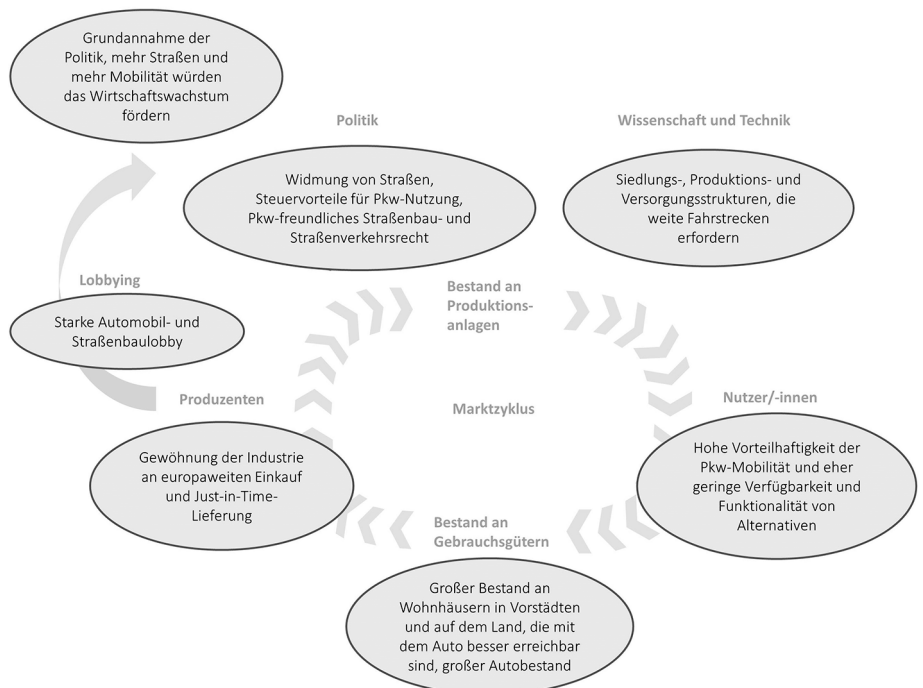 Grundannahme der
Politik, mehr Straßen und
mehr Mobilität würden
das Wirtschaftswachstum
fördern
Politik
Wissenschaft und Technik
Widmung von Straßen,
Steuervorteile für Pkw-Nutzung,
Pkw-freundliches Straßenbau- und
Straßenverkehrsrecht
Siedlungs-, Produktions- und
Versorgungsstrukturen, die
weite Fahrstrecken
erfordern
Lobbying
Starke Automobil- und
Straßenbaulobby
Bestand an
Produktions-
anlagen
Produzenten
Marktzyklus
Nutzer/-innen
Gewöhnung der Industrie
an europaweiten Einkauf
und Just-in-Time-
Lieferung
Hohe Vorteilhaftigkeit der
Pkw-Mobilität und eher
geringe Verfügbarkeit und
Funktionalität von
Alternativen
Bestand an
Gebrauchsgütern
Großer Bestand an
Wohnhäusern in Vorstädten
und auf dem Land, die mit
dem Auto besser erreichbar
sind, großer Autobestand